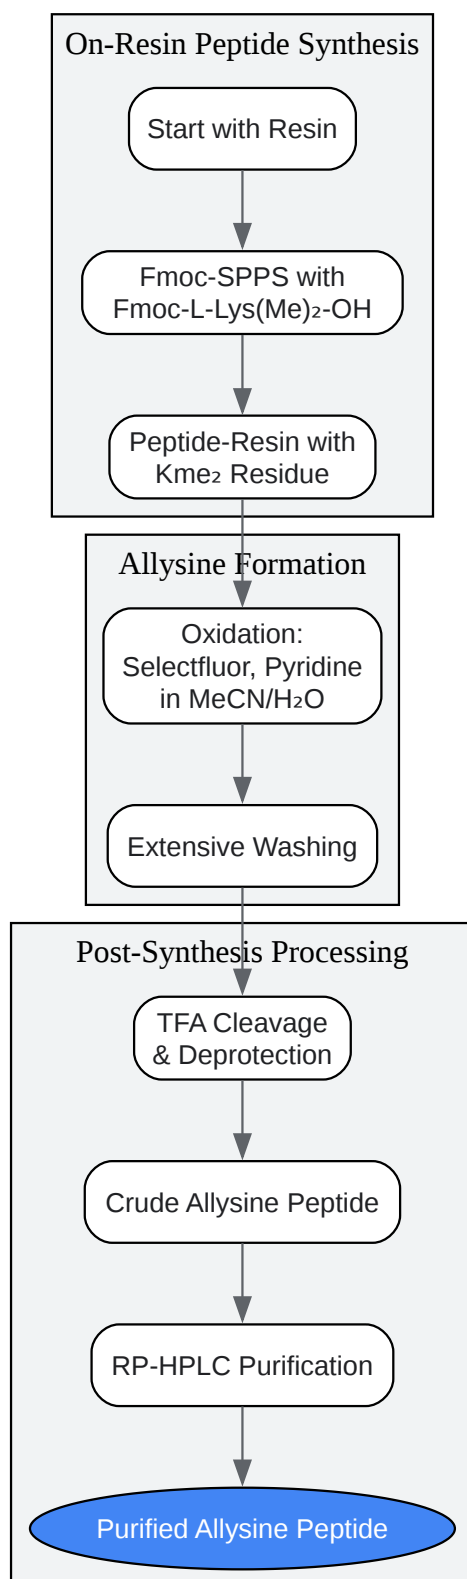 On-Resin Peptide Synthesis
Start with Resin
Fmoc-SPPS with
Fmoc-L-Lys(Me)₂-OH
Peptide-Resin with
Kme₂ Residue
Allysine Formation
Oxidation:
Selectfluor, Pyridine
in MeCN/H₂O
Extensive Washing
Post-Synthesis Processing
TFA Cleavage
& Deprotection
Crude Allysine Peptide
RP-HPLC Purification
Purified Allysine Peptide